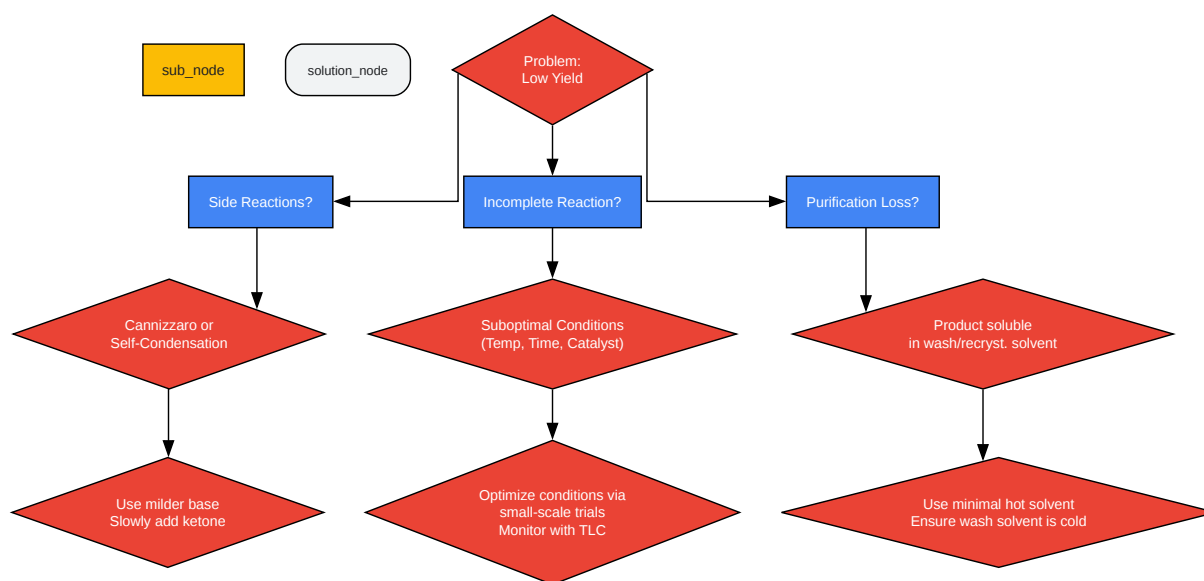 Problem:
Low Yield
sub_node
solution_node
Side Reactions?
Incomplete Reaction?
Purification Loss?
Cannizzaro or
Self-Condensation
Suboptimal Conditions
(Temp, Time, Catalyst)
Product soluble
in wash/recryst. solvent
Use milder base
Slowly add ketone
Optimize conditions via
small-scale trials
Monitor with TLC
Use minimal hot solvent
Ensure wash solvent is cold